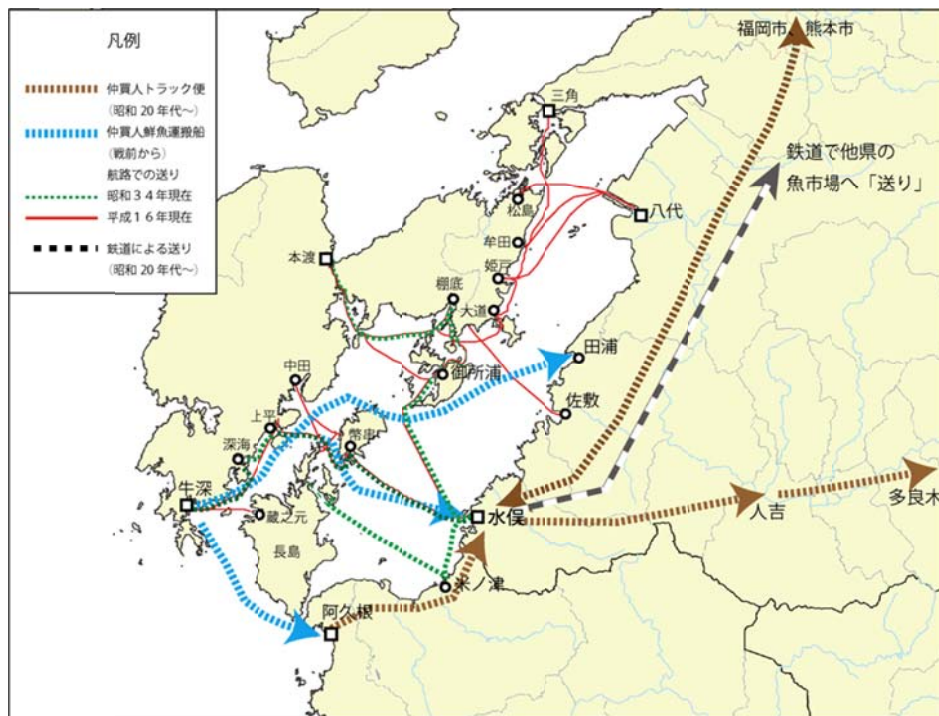 凡例
仲買人トラック便
(昭和20年代～)
仲買人鮮魚運搬船
(戦前から)
航路での送り
昭和３４年現在
平成１６年現在
鉄道による送り
(昭和20年代～)
福岡市、熊本市
三角
鉄道で他県の
魚市場へ「送り」
松島
八代
牟田
本渡
姫戸
棚底
大道
田浦
御所浦
中田
佐敷
上平
幣串
深海
牛深
蔵之元
水俣
人吉
多良木
長島
米ノ津
阿久根